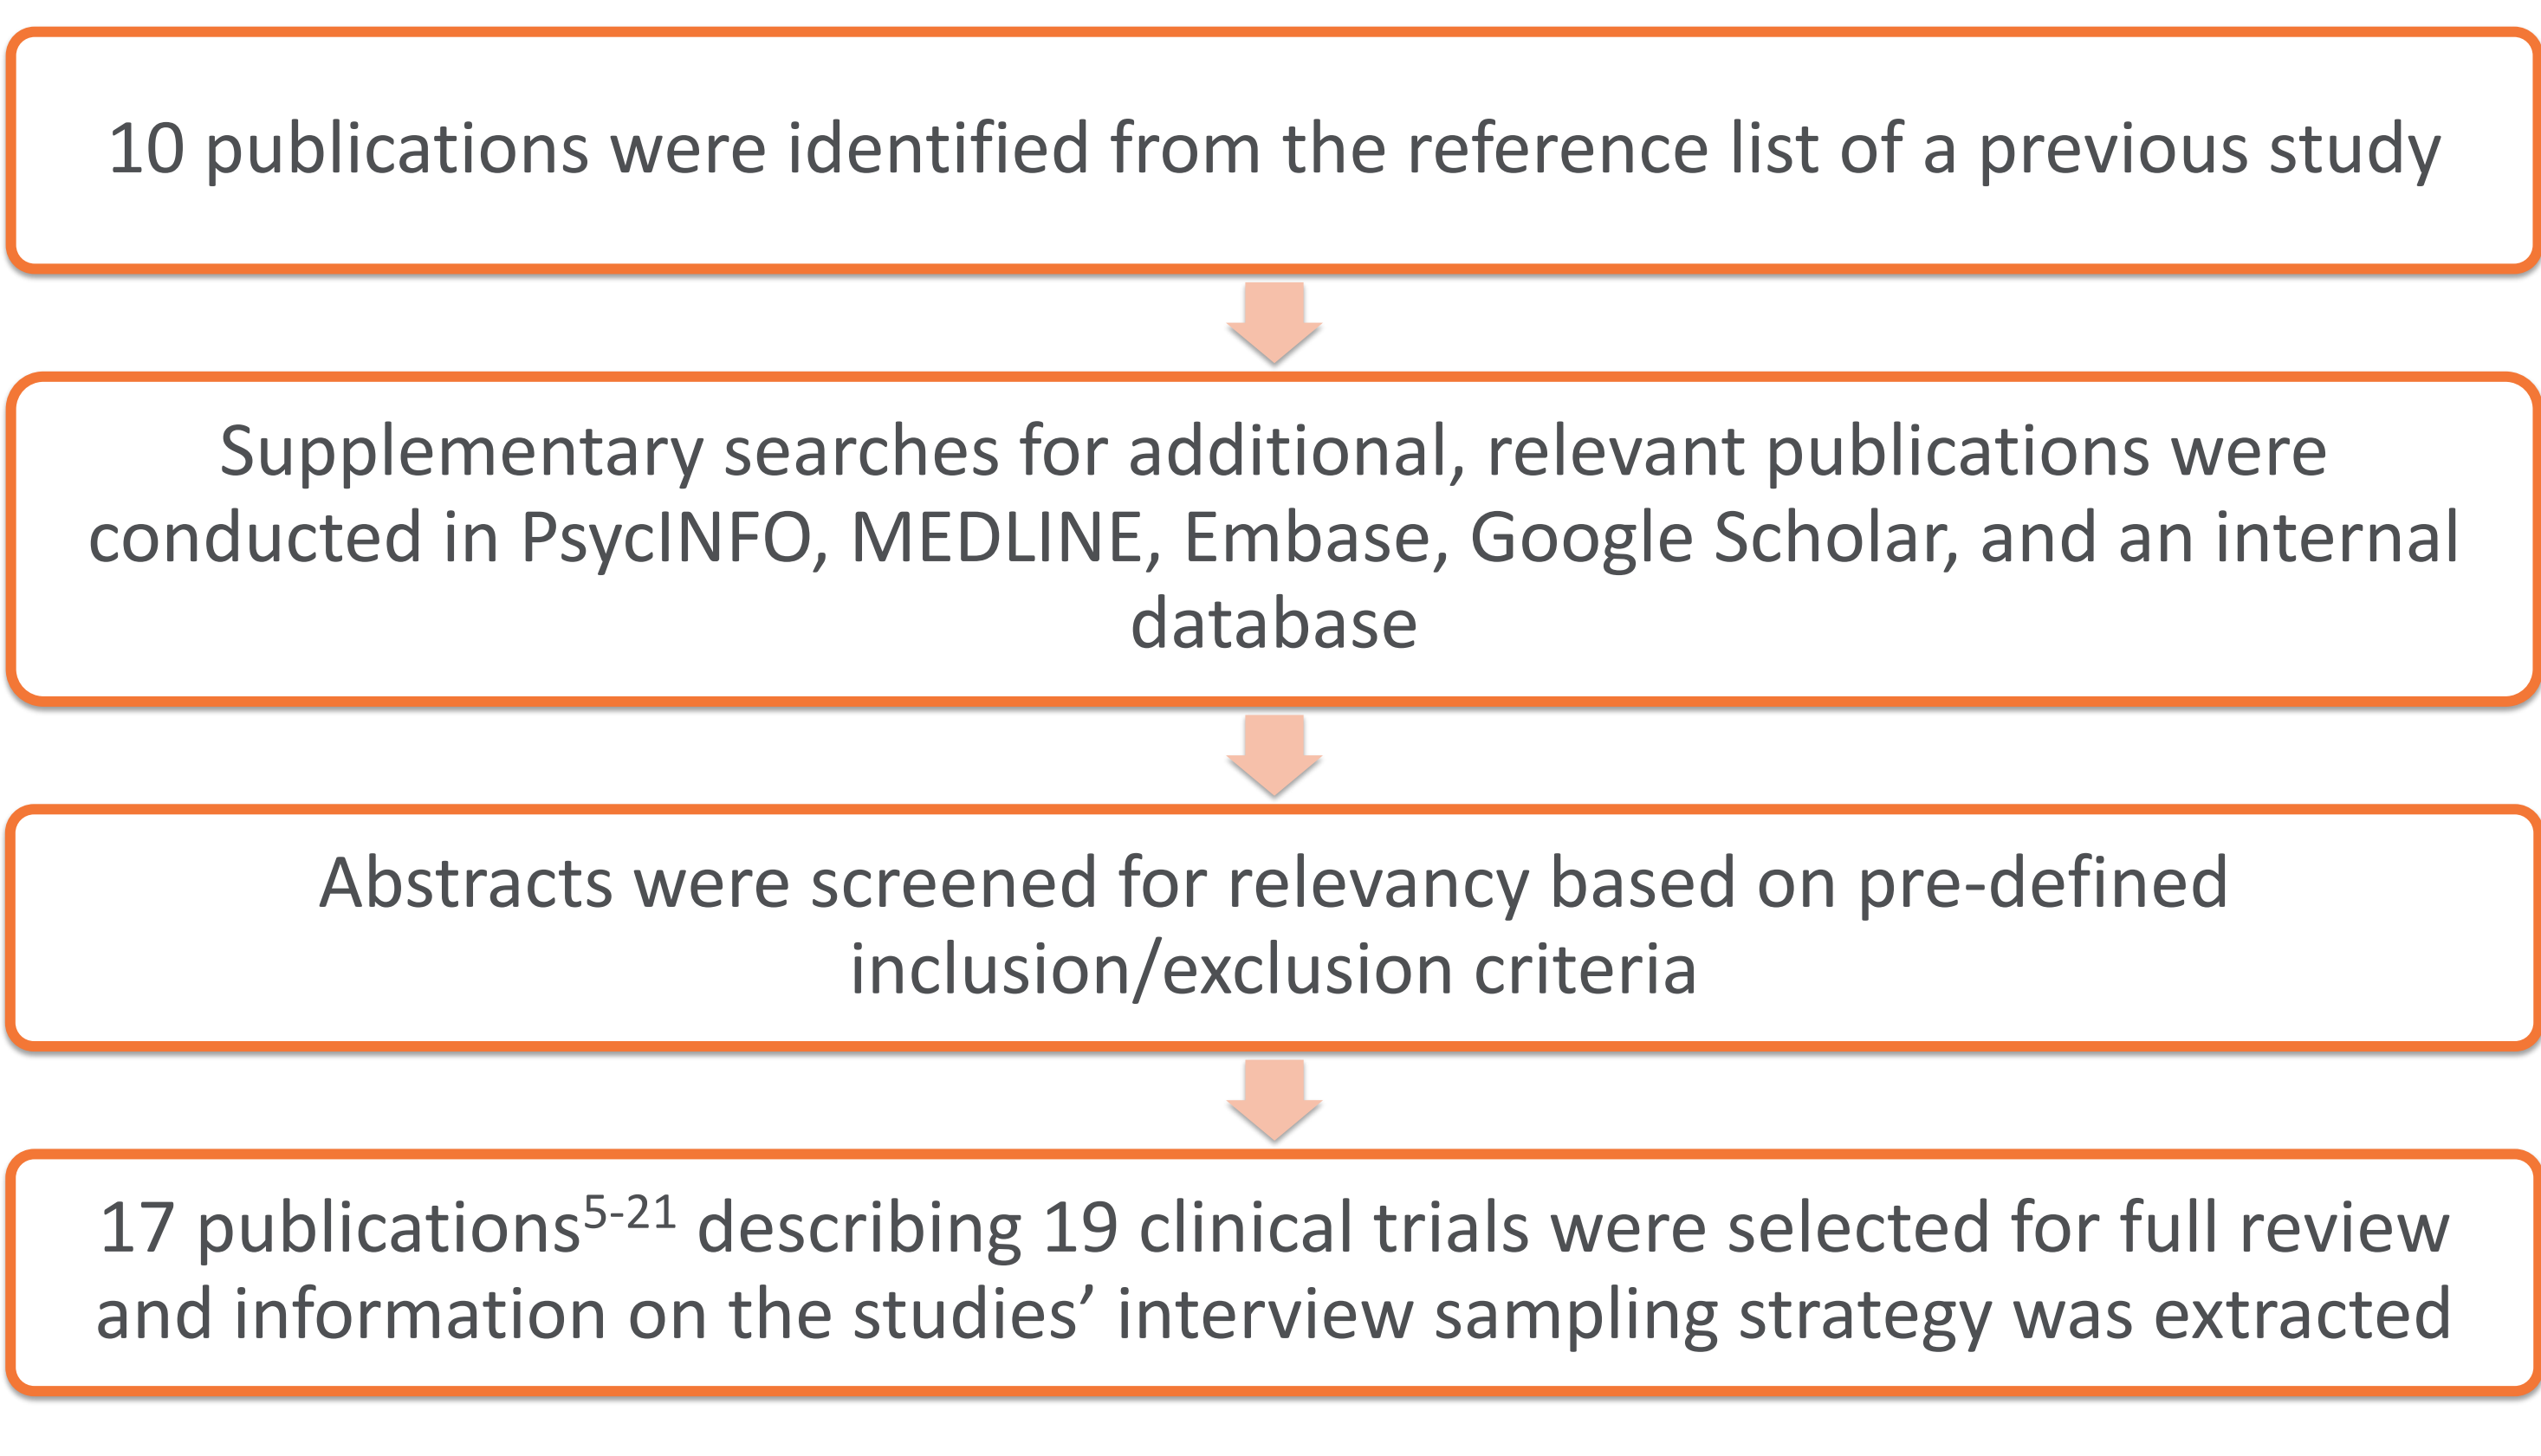 10 publications were identified from the reference list of a previous study
Supplementary searches for additional, relevant publications were
conducted in PsycINFO, MEDLINE, Embase, Google Scholar, and an internal
database
Abstracts were screened for relevancy based on pre-defined
inclusion/exclusion criteria
17 publications⁵⁻²¹ describing 19 clinical trials were selected for full review
and information on the studies’ interview sampling strategy was extracted